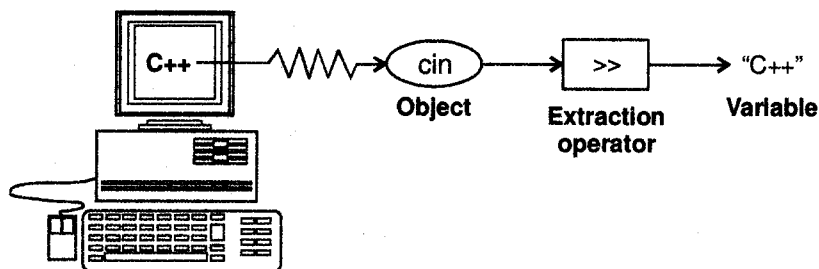 C++
cin
>>
“C++”
Object
Extraction
operator
Variable